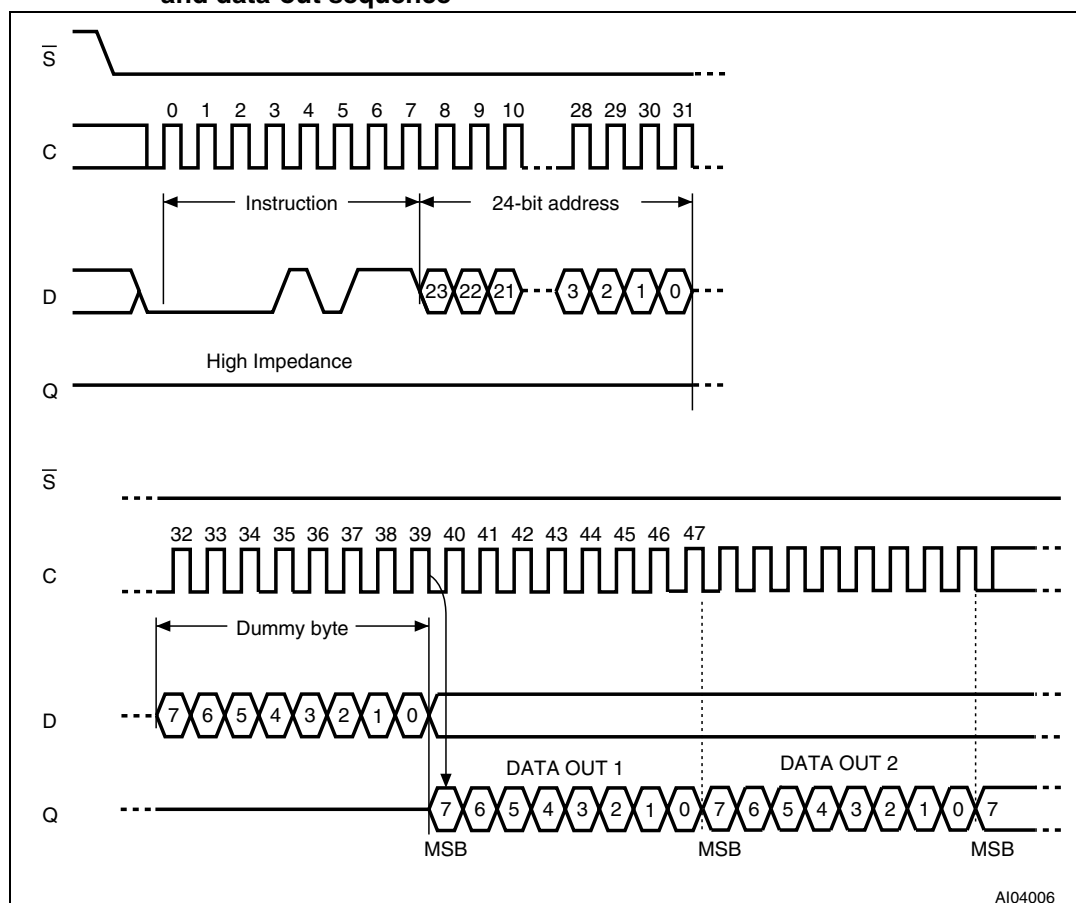 and data-out sequence
S
0 1 2 3 4 5 6 7 8 9 10 28 29 30 31
C
Instruction 24-bit address
D 23 22 21 3 2 1 0
High Impedance
Q
S
32 33 34 35 36 37 38 39 40 41 42 43 44 45 46 47
C
Dummy byte
D 7 6 5 4 3 2 1 0
DATA OUT 1 DATA OUT 2
Q 7 6 5 4 3 2 1 0 7 6 5 4 3 2 1 0 7
MSB MSB MSB
AI04006